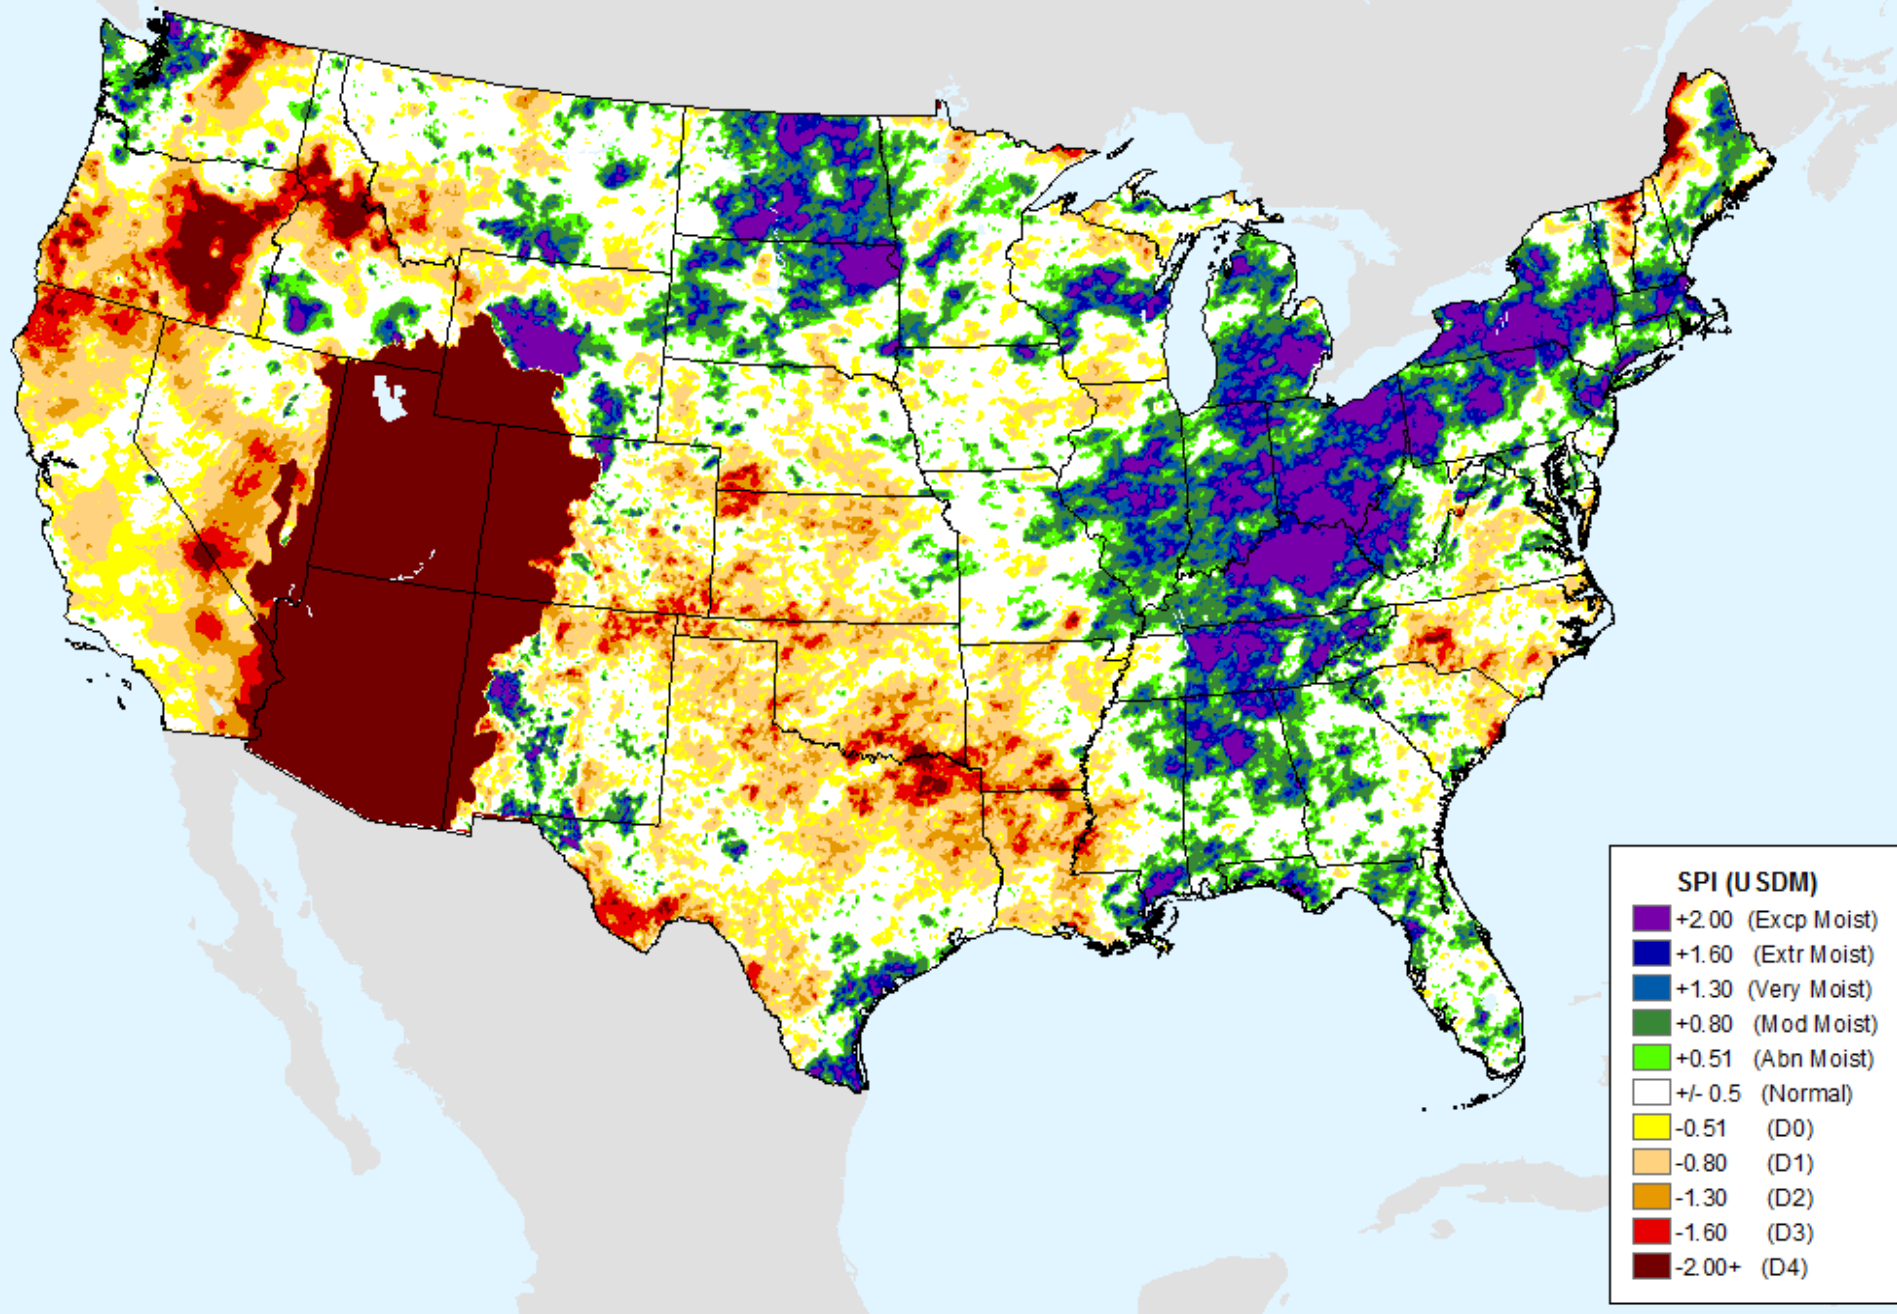 SPI (USDM)
+2.00 (Excp Moist)
+1.60 (Extr Moist)
+1.30 (Very Moist)
+0.80 (Mod Moist)
+0.51 (Abn Moist)
+/- 0.5 (Normal)
-0.51 (D0)
-0.80 (D1)
-1.30 (D2)
-1.60 (D3)
-2.00+ (D4)